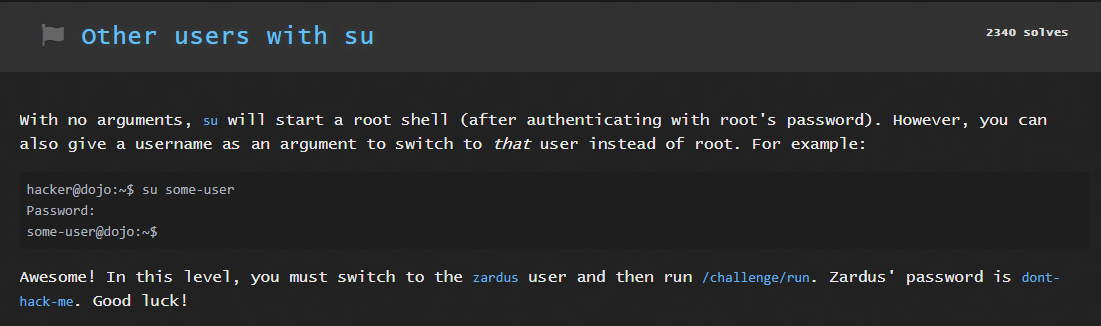 Other users with su
2340 solves
With no arguments, su will start a root shell (after authenticating with root's password). However, you can
also give a username as an argument to switch to that user instead of root. For example:
hacker@dojo:~$ su some-user
Password:
some-user@dojo:~$
Awesome! In this level, you must switch to the zardus user and then run /challenge/run. Zardus' password is dont-
hack-me. Good luck!